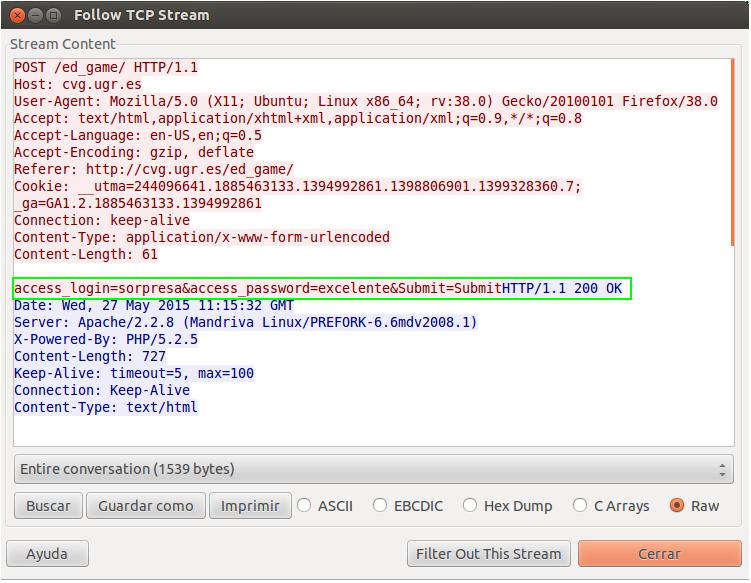 Follow TCP Stream
Stream Content
POST /ed_game/ HTTP/1.1
Host: cvg.ugr.es
User-Agent: Mozilla/5.0 (X11; Ubuntu; Linux x86_64; rv:38.0) Gecko/20100101 Firefox/38.0
Accept: text/html,application/xhtml+xml,application/xml;q=0.9,*/*;q=0.8
Accept-Language: en-US,en;q=0.5
Accept-Encoding: gzip, deflate
Referer: http://cvg.ugr.es/ed_game/
Cookie: __utma=244096641.1885463133.1394992861.1398806901.1399328360.7;
_ga=GA1.2.1885463133.1394992861
Connection: keep-alive
Content-Type: application/x-www-form-urlencoded
Content-Length: 61
access_login=sorpresa&access_password=excelente&Submit=SubmitHTTP/1.1 200 OK
Date: Wed, 27 May 2015 11:15:32 GMT
Server: Apache/2.2.8 (Mandriva Linux/PREFORK-6.6mdv2008.1)
X-Powered-By: PHP/5.2.5
Content-Length: 727
Keep-Alive: timeout=5, max=100
Connection: Keep-Alive
Content-Type: text/html
Entire conversation (1539 bytes)
Buscar Guardar como Imprimir ASCII EBCDIC Hex Dump C Arrays Raw
Ayuda Filter Out This Stream Cerrar